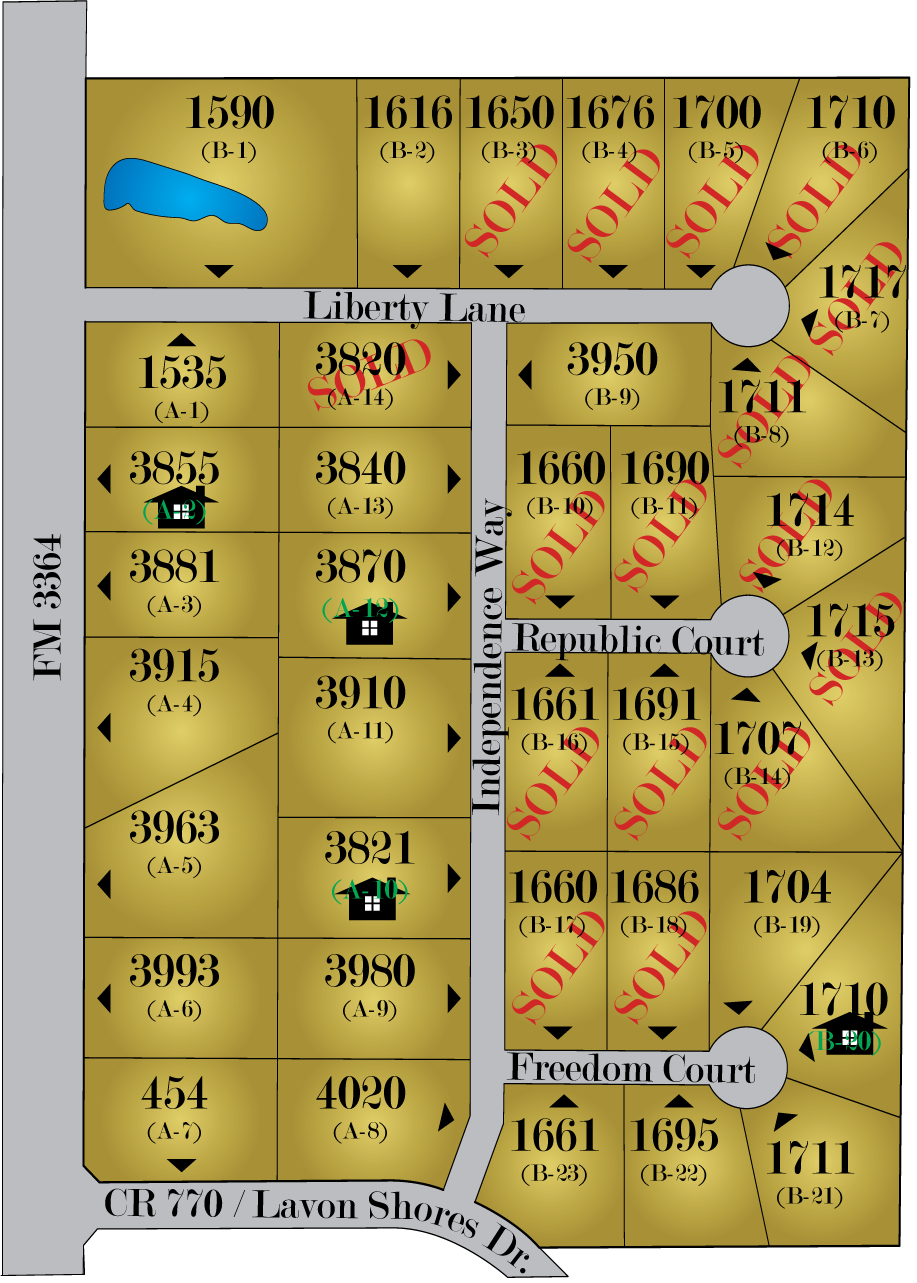 1590
(B-1)
1616
(B-2)
1650
(B-3)
SOLD
1676
(B-4)
SOLD
1700
(B-5)
SOLD
1710
(B-6)
SOLD
1717
(B-7)
SOLD
Liberty Lane
1535
(A-1)
3820
(A-14)
SOLD
3950
(B-9)
1711
(B-8)
SOLD
3855
(A-2)
3840
(A-13)
1660
(B-10)
SOLD
1690
(B-11)
SOLD
1714
(B-12)
SOLD
FM 3364
3881
(A-3)
3870
(A-12)
Independence Way
Republic Court
1715
(B-13)
SOLD
3915
(A-4)
3910
(A-11)
1661
(B-16)
SOLD
1691
(B-15)
SOLD
1707
(B-14)
SOLD
3963
(A-5)
3821
(A-10)
1660
(B-17)
SOLD
1686
(B-18)
SOLD
1704
(B-19)
3993
(A-6)
3980
(A-9)
1710
(B-20)
Freedom Court
454
(A-7)
4020
(A-8)
1661
(B-23)
1695
(B-22)
1711
(B-21)
CR 770 / Lavon Shores Dr.